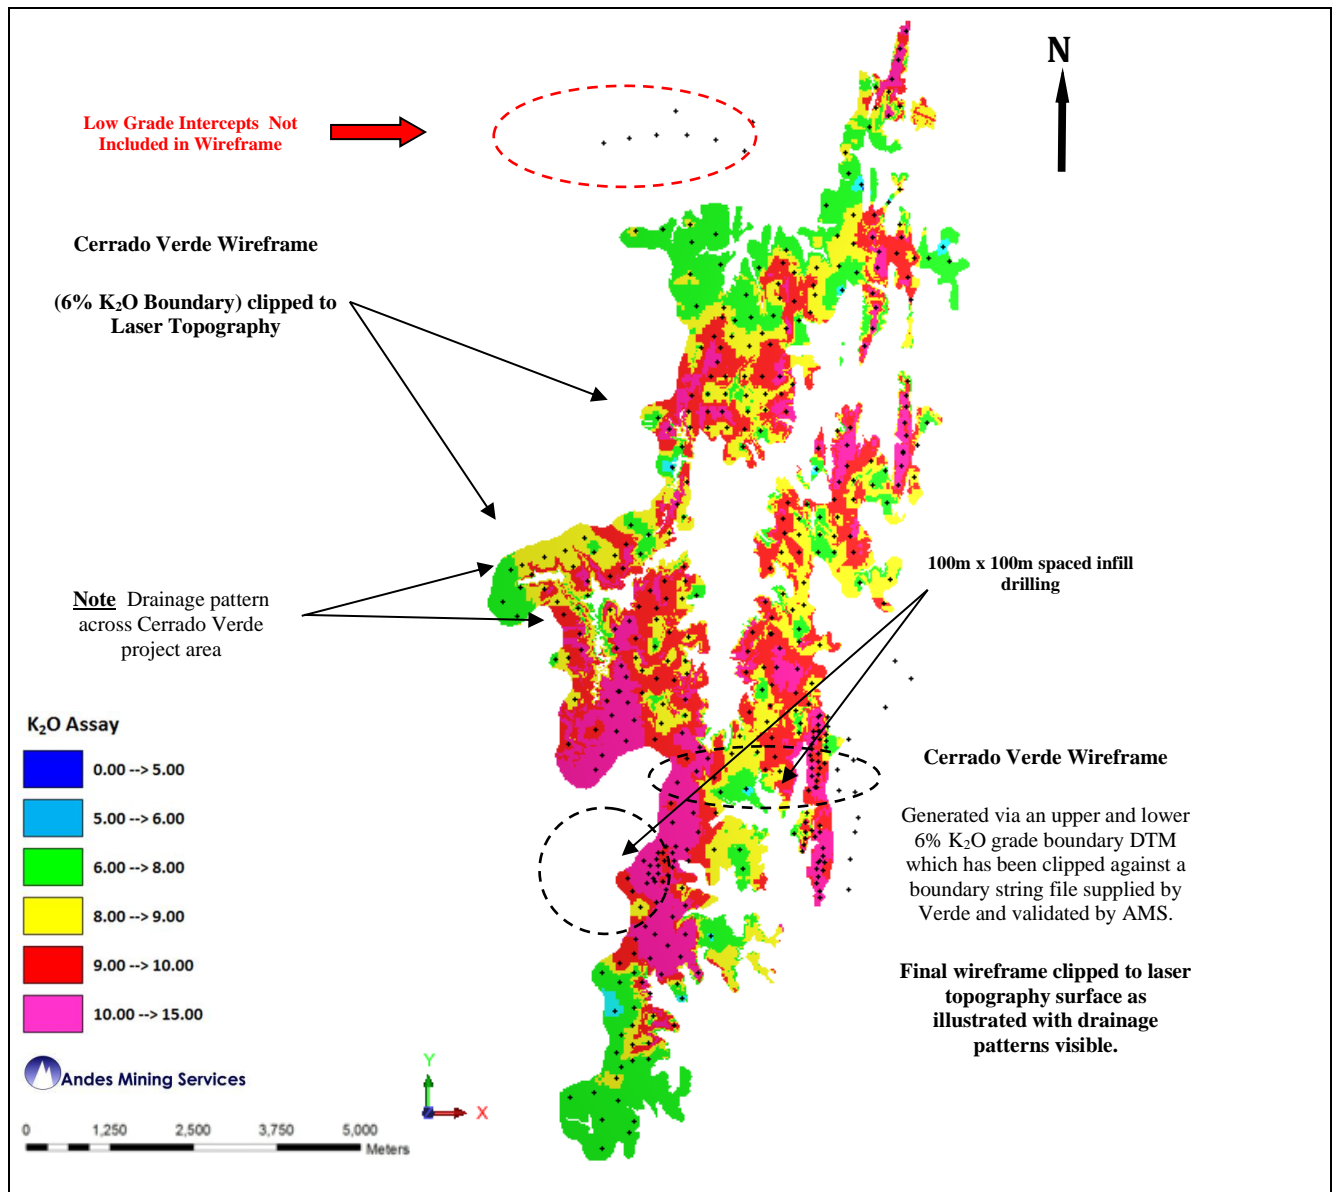 N
Low Grade Intercepts Not
Included in Wireframe
Cerrado Verde Wireframe
(6% K₂O Boundary) clipped to
Laser Topography
100m x 100m spaced infill
drilling
Note Drainage pattern
across Cerrado Verde
project area
K₂O Assay
0.00 --> 5.00
5.00 --> 6.00
6.00 --> 8.00
8.00 --> 9.00
9.00 --> 10.00
10.00 --> 15.00
Cerrado Verde Wireframe
Generated via an upper and lower
6% K₂O grade boundary DTM
which has been clipped against a
boundary string file supplied by
Verde and validated by AMS.
Final wireframe clipped to laser
topography surface as
illustrated with drainage
patterns visible.
Andes Mining Services
Y
X
0 1,250 2,500 3,750 5,000
Meters